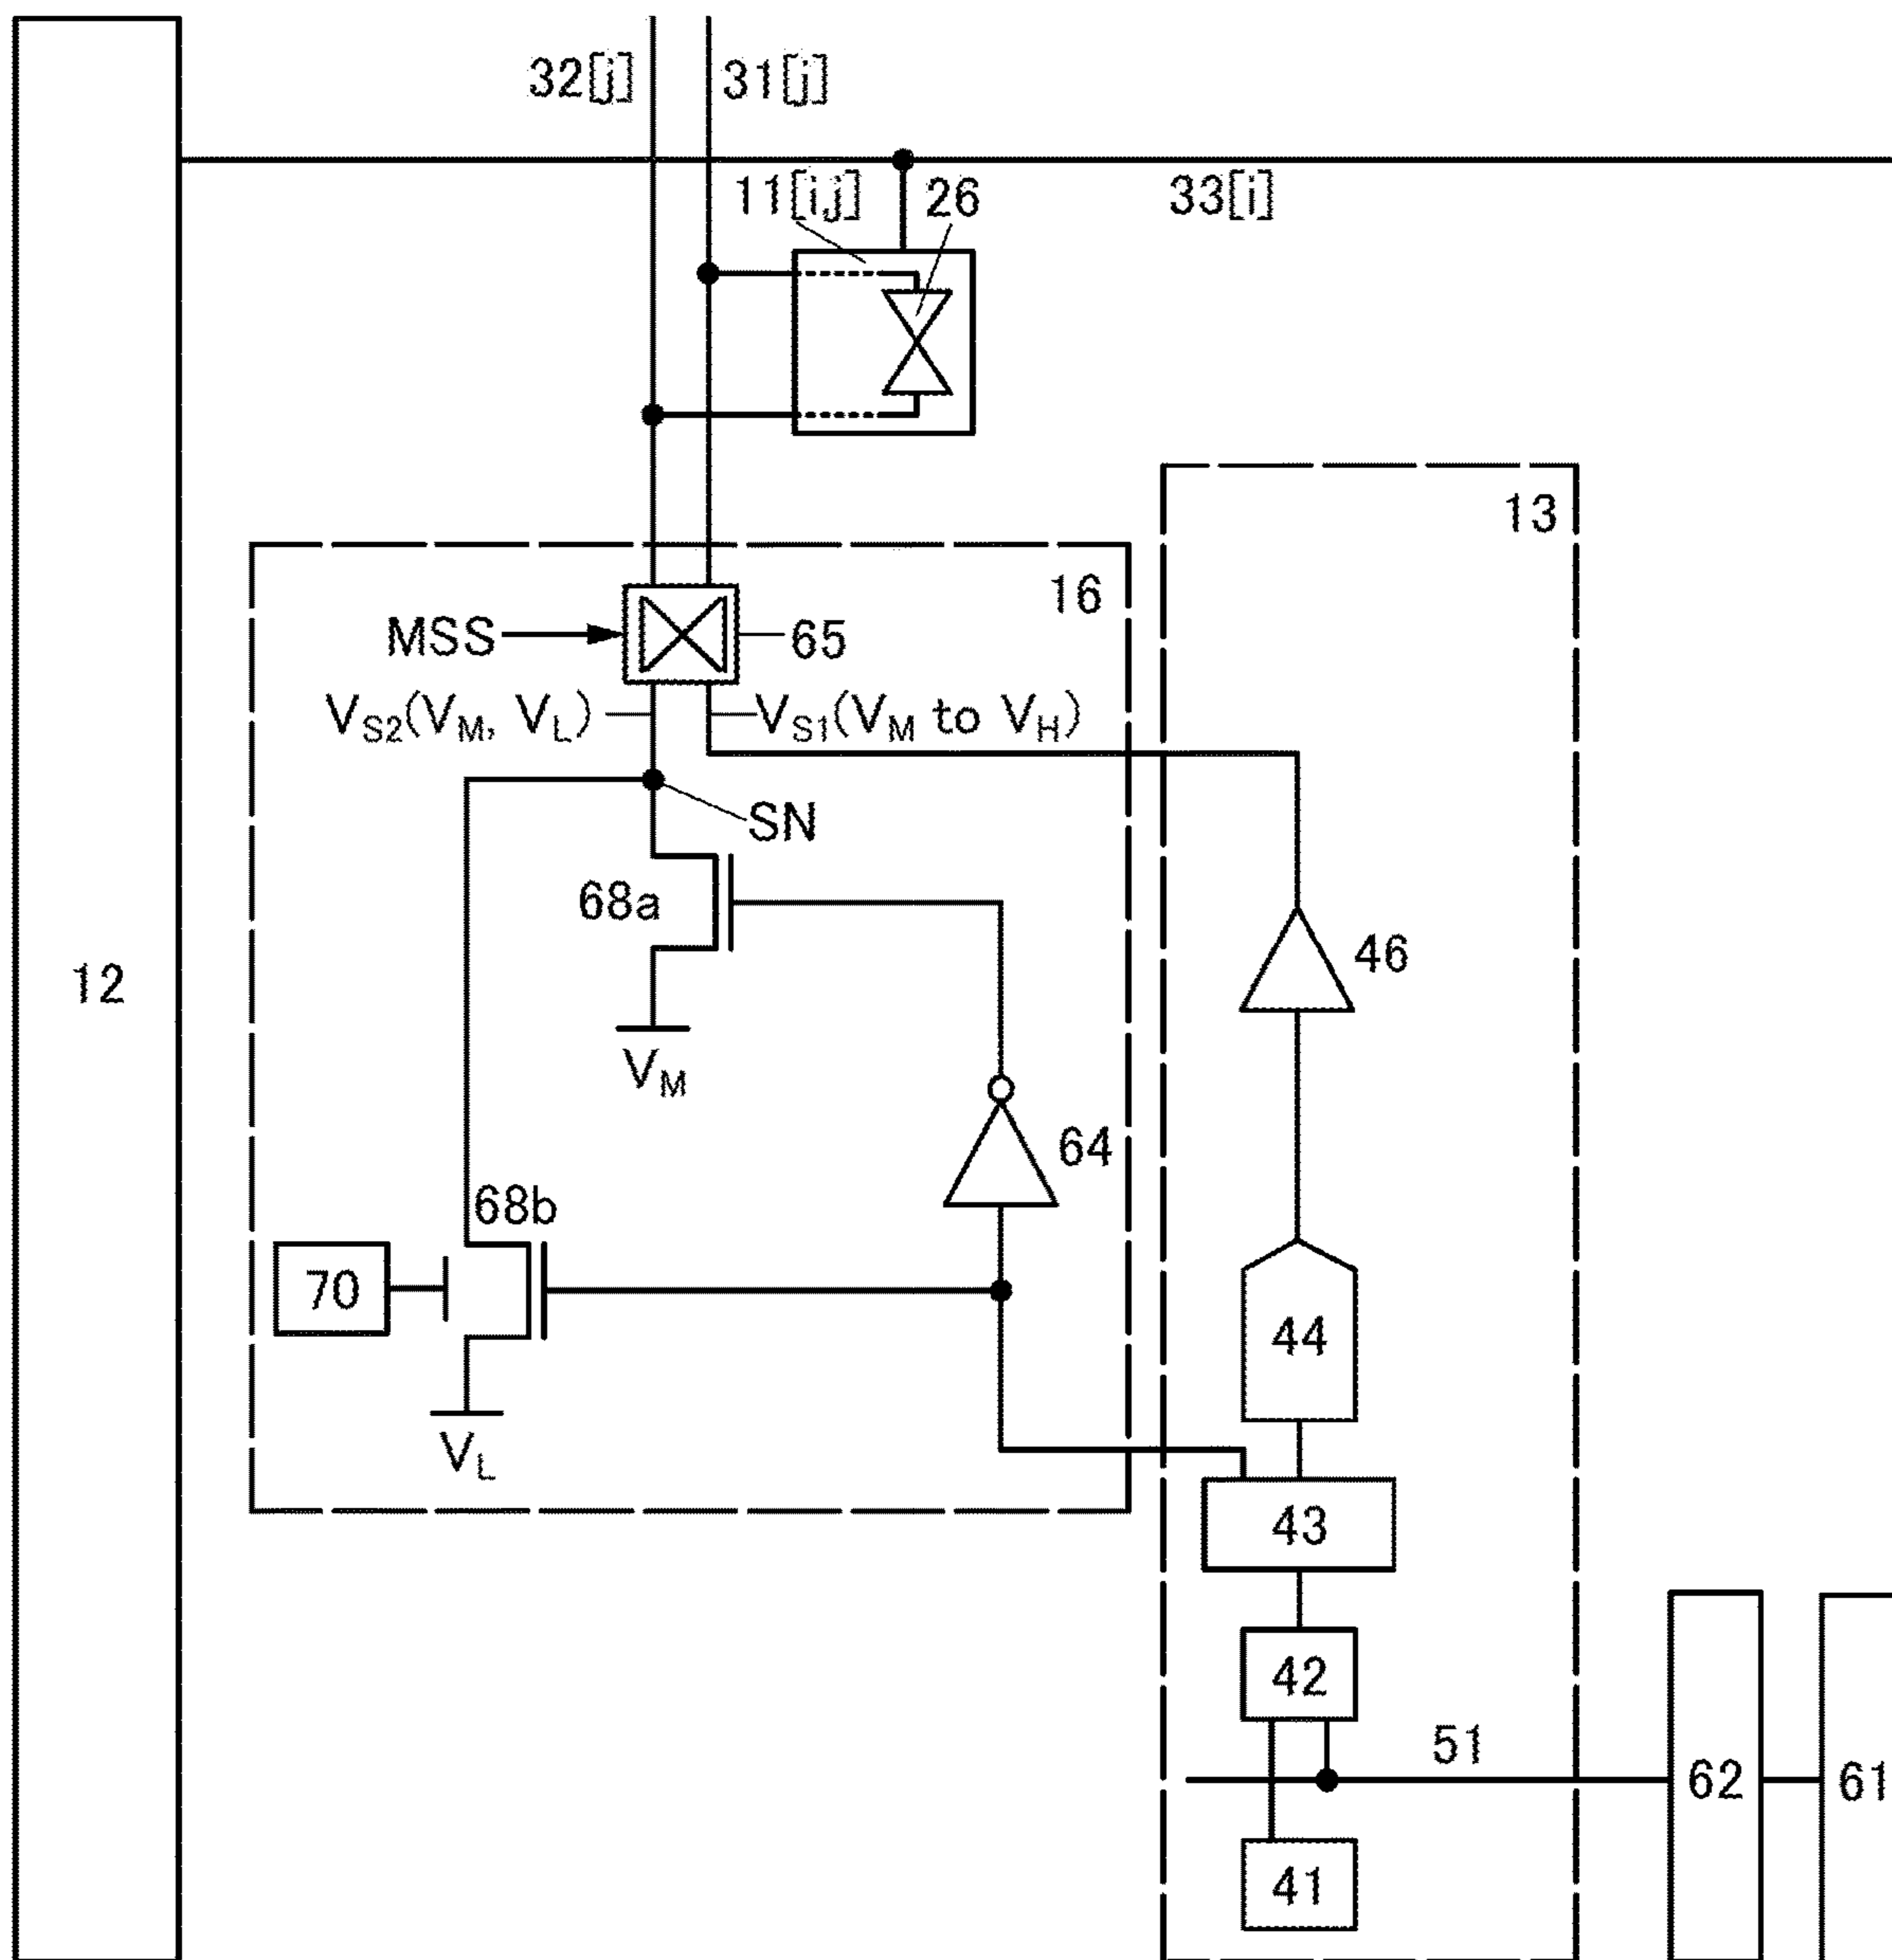 32[j] 31[j]
11[i,j] 26 33[i]
13
16
MSS
65
VS2(VM, VL)
VS1(VM to VH)
SN
68a
46
12
VM
64
68b
70
44
VL
43
42
51
62
61
41